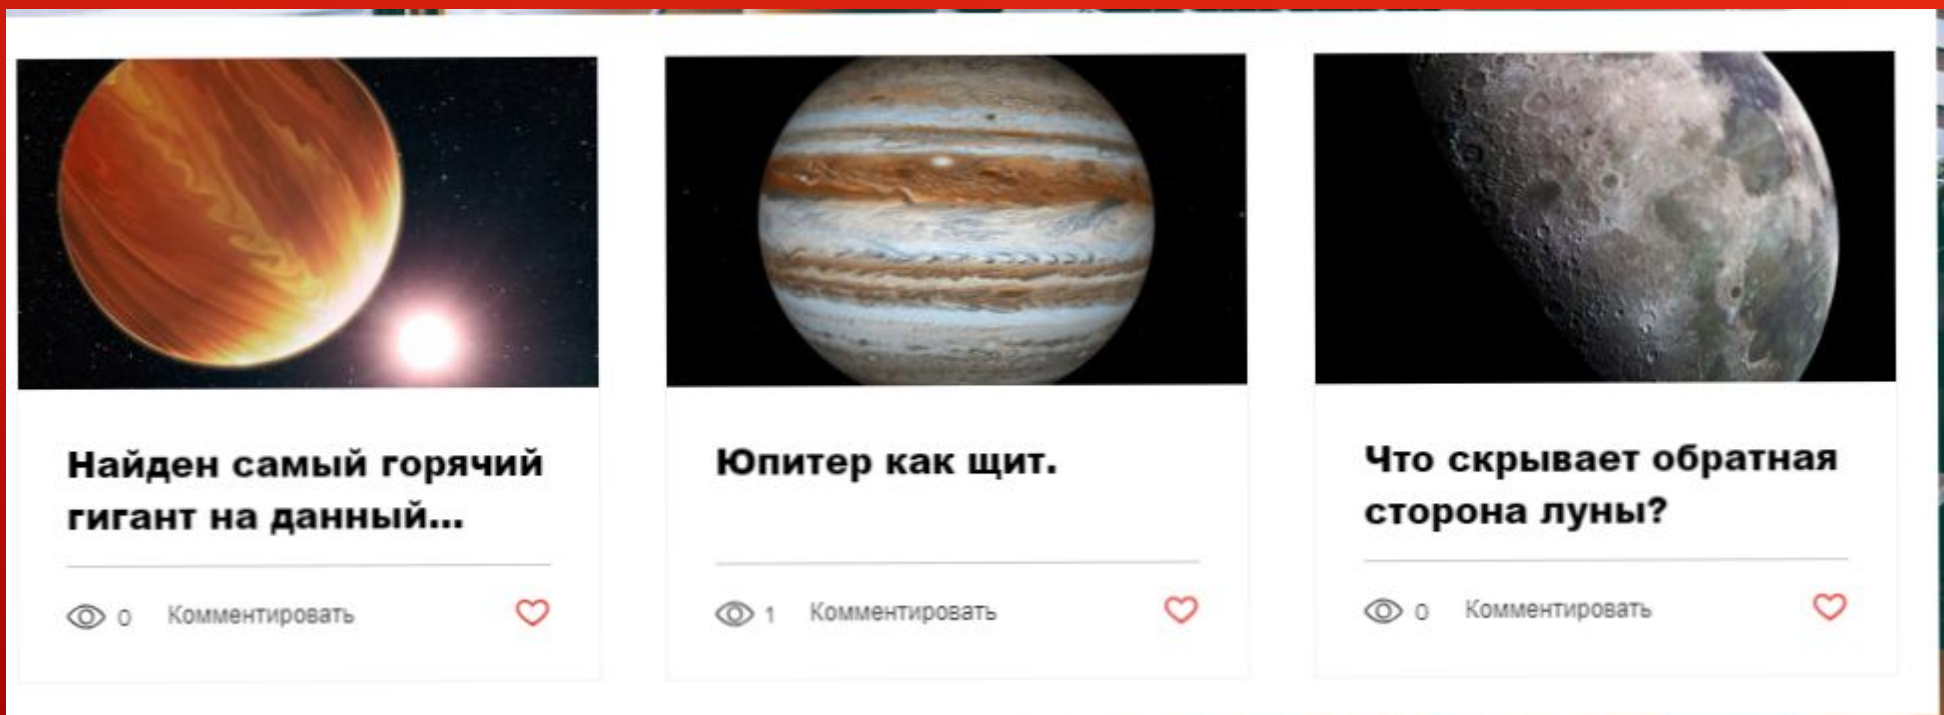 Найден самый горячий
гигант на данный...
0 Комментировать
Юпитер как щит.
1 Комментировать
Что скрывает обратная
сторона луны?
0 Комментировать